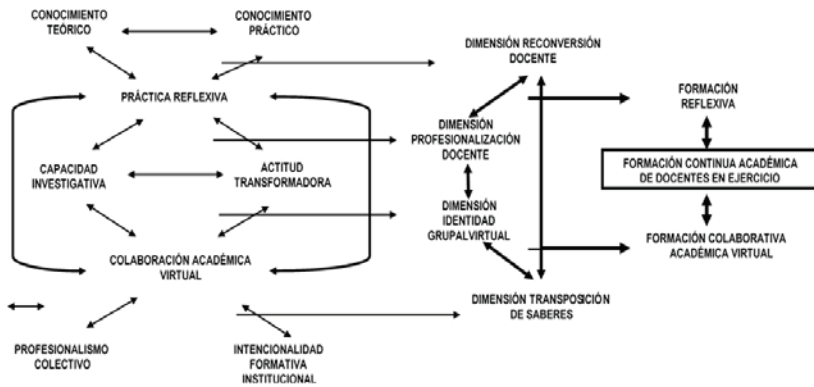 CONOCIMIENTO
TEÓRICO
CONOCIMIENTO
PRÁCTICO
PRÁCTICA REFLEXIVA
CAPACIDAD
INVESTIGATIVA
ACTITUD
TRANSFORMADORA
COLABORACIÓN ACADÉMICA
VIRTUAL
PROFESIONALISMO
COLECTIVO
INTENCIONALIDAD
FORMATIVA
INSTITUCIONAL
DIMENSIÓN RECONVERSIÓN
DOCENTE
DIMENSIÓN
PROFESIONALIZACIÓN
DOCENTE
DIMENSIÓN
IDENTIDAD
GRUPALVIRTUAL
DIMENSIÓN TRANSPOSICIÓN
DE SABERES
FORMACIÓN
REFLEXIVA
FORMACIÓN CONTINUA ACADÉMICA
DE DOCENTES EN EJERCICIO
FORMACIÓN COLABORATIVA
ACADÉMICA VIRTUAL